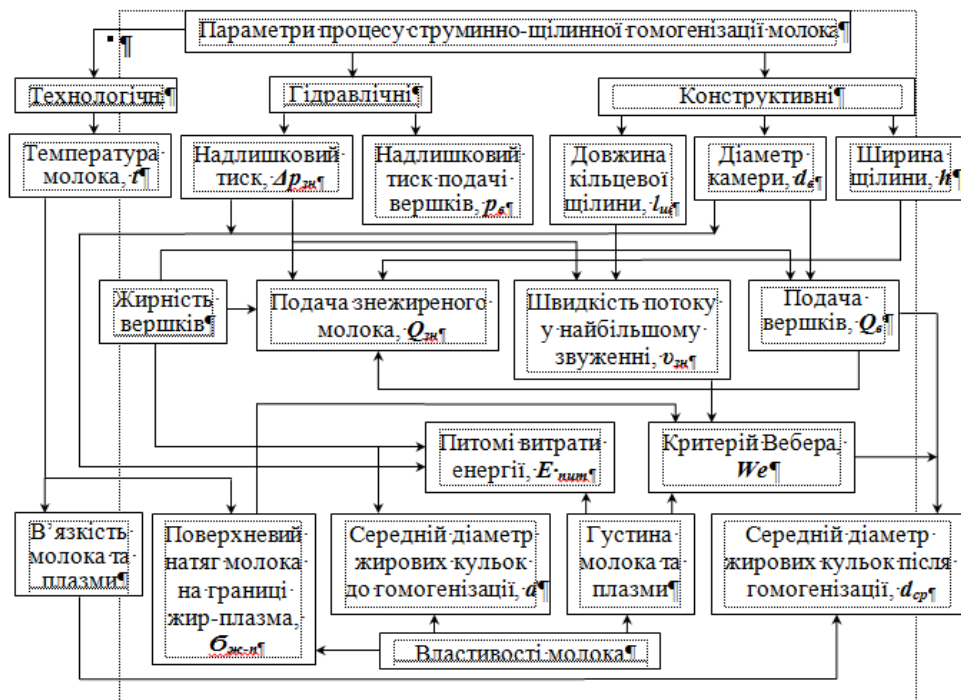 Параметри процесу струминно-щілинної гомогенізації молока
Технологічні
Гідравлічні
Конструктивні
Температура
молока, t
Надлишковий
тиск, Δpзн
Надлишковий
тиск подачі
вершків, pв
Довжина
кільцевої
щілини, lщ
Діаметр
камери, dв
Ширина
щілини, h
Жирність
вершків
Подача знежиреного
молока, Qзн
Швидкість потоку
у найбільшому
звуженні, υзн
Подача
вершків, Qв
Питомі витрати
енергії, E пит
Критерій Вебера,
We
В’язкість
молока та
плазми
Поверхневий
натяг молока
на границі
жир-плазма,
бж-п
Середній діаметр
жирових кульок
до гомогенізації, d
Густина
молока та
плазми
Середній діаметр
жирових кульок після
гомогенізації, dср
Властивості молока